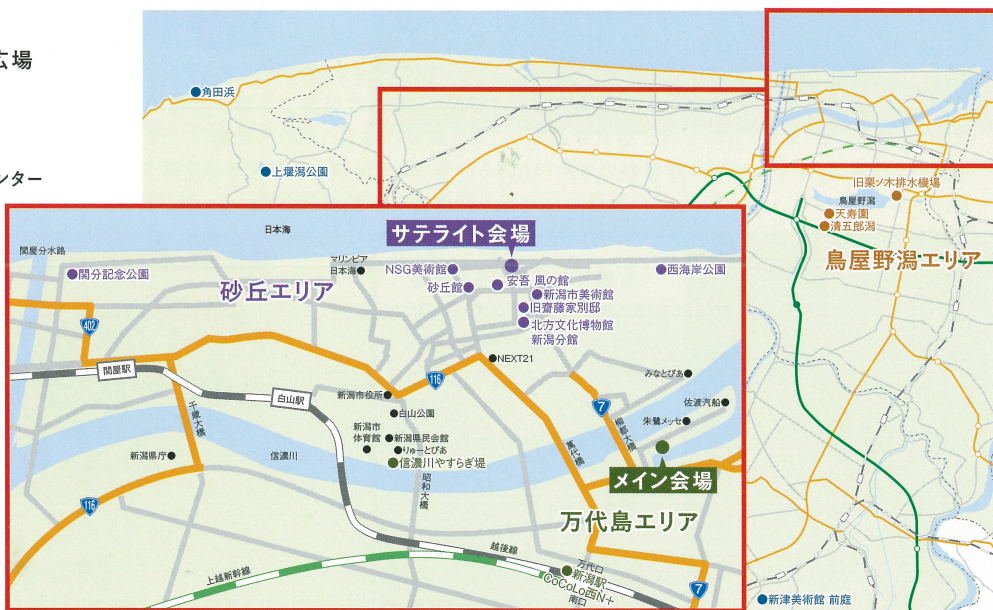 広場
ンター
角田浜
上堰潟公園
旧栗ノ木排水機場
鳥屋野潟
天寿園
清五郎潟
鳥屋野潟エリア
新津美術館 前庭
日本海
関屋分水路
サテライト会場
マリンピア
日本海
NSG美術館
西海岸公園
関分記念公園
砂丘エリア
砂丘館
安吾 風の館
新潟市美術館
旧齋藤家別邸
北方文化博物館
新潟分館
402
NEXT21
関屋駅
116
みなとぴあ
白山駅
新潟市役所
7
佐渡汽船
千歳大橋
白山公園
柳都大橋
朱鷺メッセ
新潟市
体育館
新潟県民会館
りゅーとぴあ
萬代橋
新潟県庁
信濃川
信濃川やすらぎ堤
昭和大橋
メイン会場
116
万代島エリア
越後線
上越新幹線
万代口
新潟駅
CoCoLo西N+
南口
7